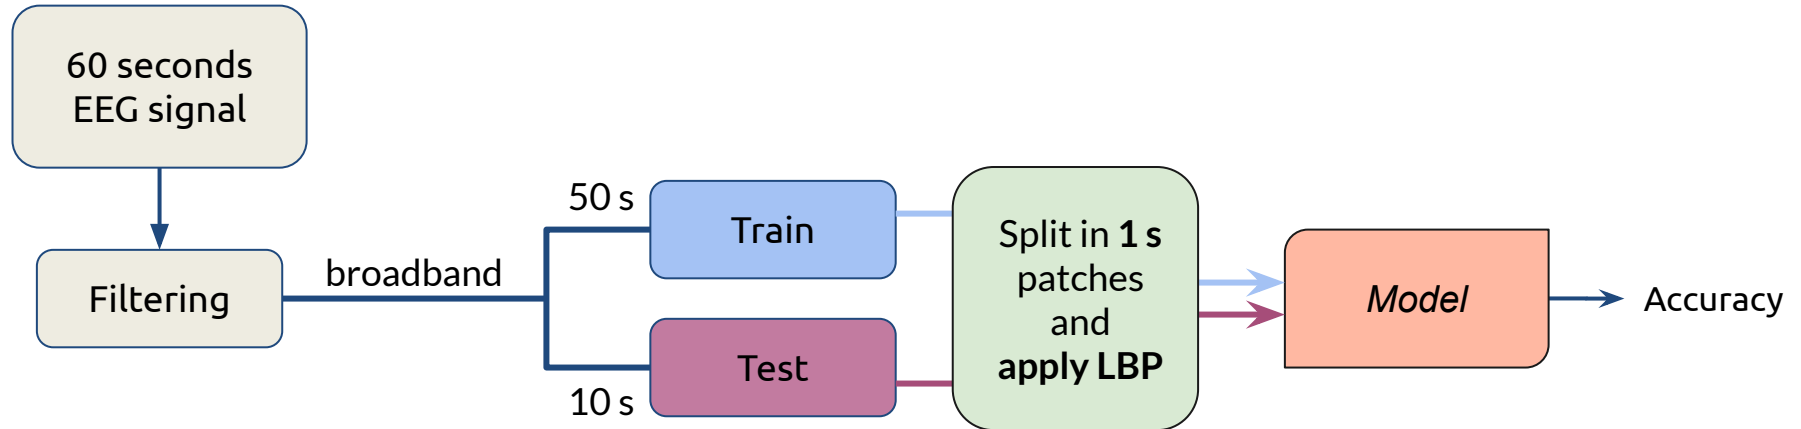 60 seconds
EEG signal
Filtering
broadband
50 s
Train
10 s
Test
Split in 1 s
patches
and
apply LBP
Model
Accuracy